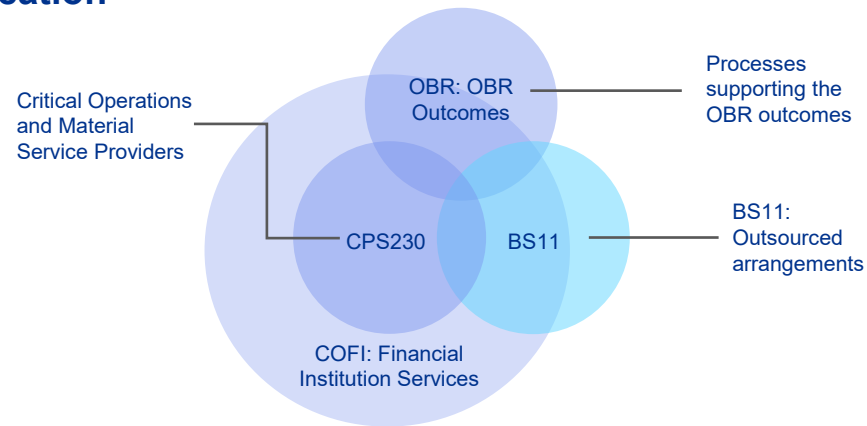 OBR: OBR
Outcomes
Processes
supporting the
OBR outcomes
Critical Operations
and Material
Service Providers
CPS230
BS11
BS11:
Outsourced
arrangements
COFI: Financial
Institution Services